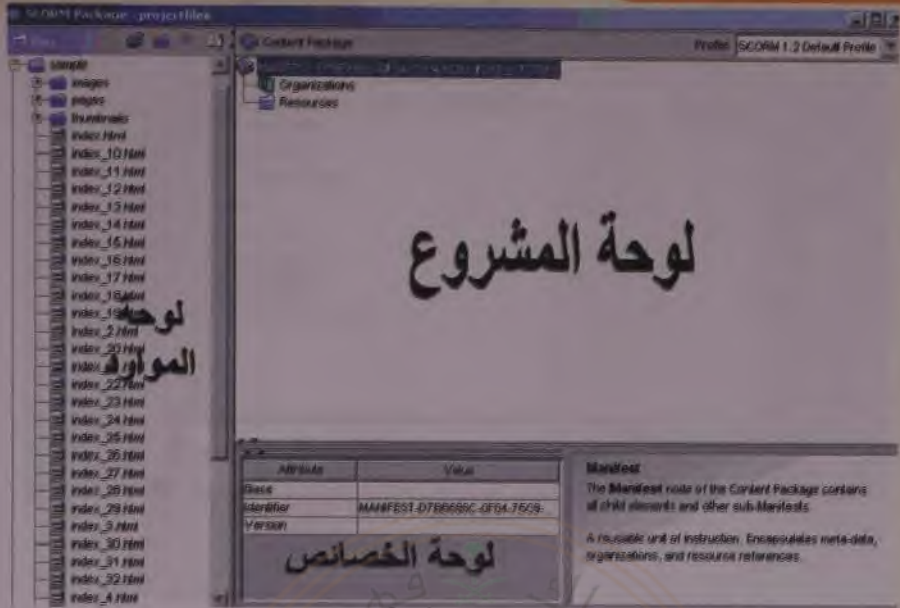 SCORM Package - projectfiles
Content Package
Profile: SCORM 1.2 Default Profile
sample
images
pages
thumbnails
index.html
index_10.html
index_11.html
index_12.html
index_13.html
index_14.html
index_15.html
index_16.html
index_17.html
index_18.html
index_2.html
index_22.html
index_23.html
index_24.html
index_25.html
index_26.html
index_27.html
index_28.html
index_29.html
index_3.html
index_30.html
index_31.html
index_32.html
index_4.html
لوحة
الموارد
Organizations
Resources
لوحة المشروع
Attribute Value
Base
Identifier
Version
لوحة الخصائص
Manifest
The Manifest node of the Content Package contains
all child elements and other sub-Manifests.
A reusable unit of instruction. Encapsulates meta-data,
organizations, and resource references.